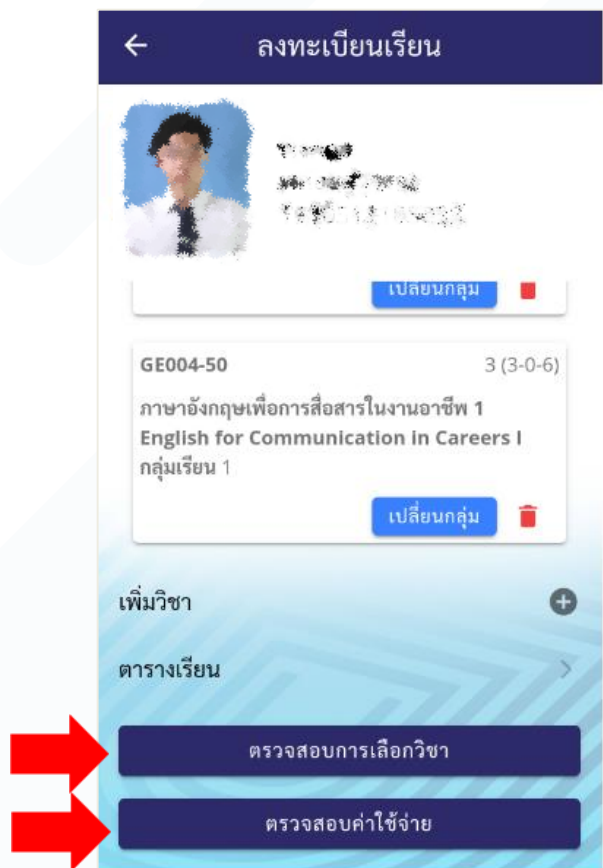 ลงทะเบียนเรียน
เปลี่ยนกลุ่ม
GE004-50 3 (3-0-6)
ภาษาอังกฤษเพื่อการสื่อสารในงานอาชีพ 1
English for Communication in Careers I
กลุ่มเรียน 1
เปลี่ยนกลุ่ม
เพิ่มวิชา
ตารางเรียน
ตรวจสอบการเลือกวิชา
ตรวจสอบค่าใช้จ่าย